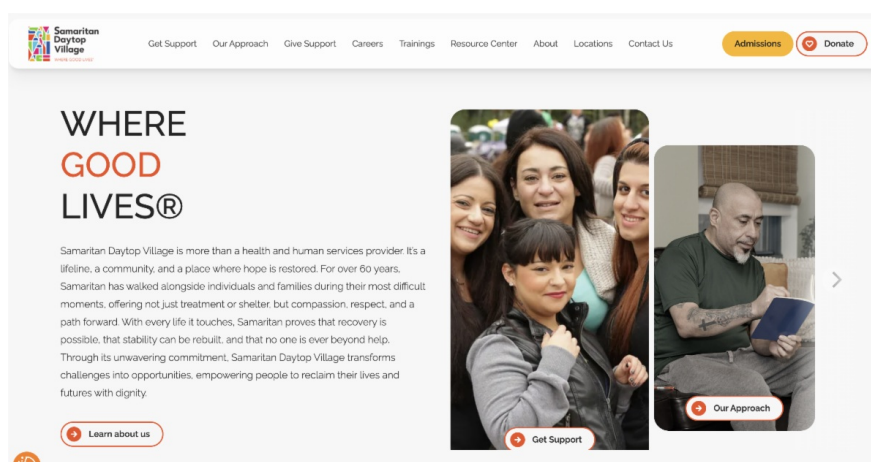 Samaritan
Daytop
Village
WHERE GOOD LIVES
Get Support
Our Approach
Give Support
Careers
Trainings
Resource Center
About
Locations
Contact Us
Admissions
Donate
WHERE
GOOD
LIVES®
Samaritan Daytop Village is more than a health and human services provider. It's a
lifeline, a community, and a place where hope is restored. For over 60 years,
Samaritan has walked alongside individuals and families during their most difficult
moments, offering not just treatment or shelter, but compassion, respect, and a
path forward. With every life it touches, Samaritan proves that recovery is
possible, that stability can be rebuilt, and that no one is ever beyond help.
Through its unwavering commitment, Samaritan Daytop Village transforms
challenges into opportunities, empowering people to reclaim their lives and
futures with dignity.
Learn about us
Get Support
Our Approach